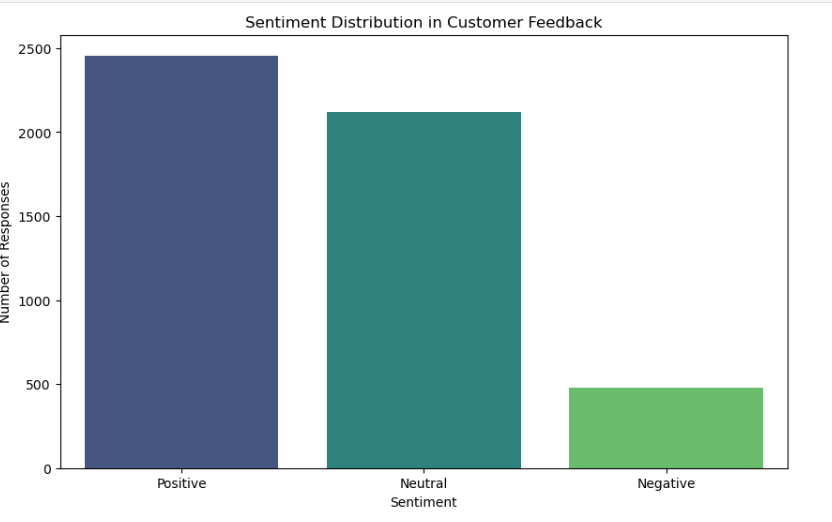 Sentiment Distribution in Customer Feedback
2500
2000
1500
1000
500
0
Number of Responses
Positive Neutral Negative
Sentiment